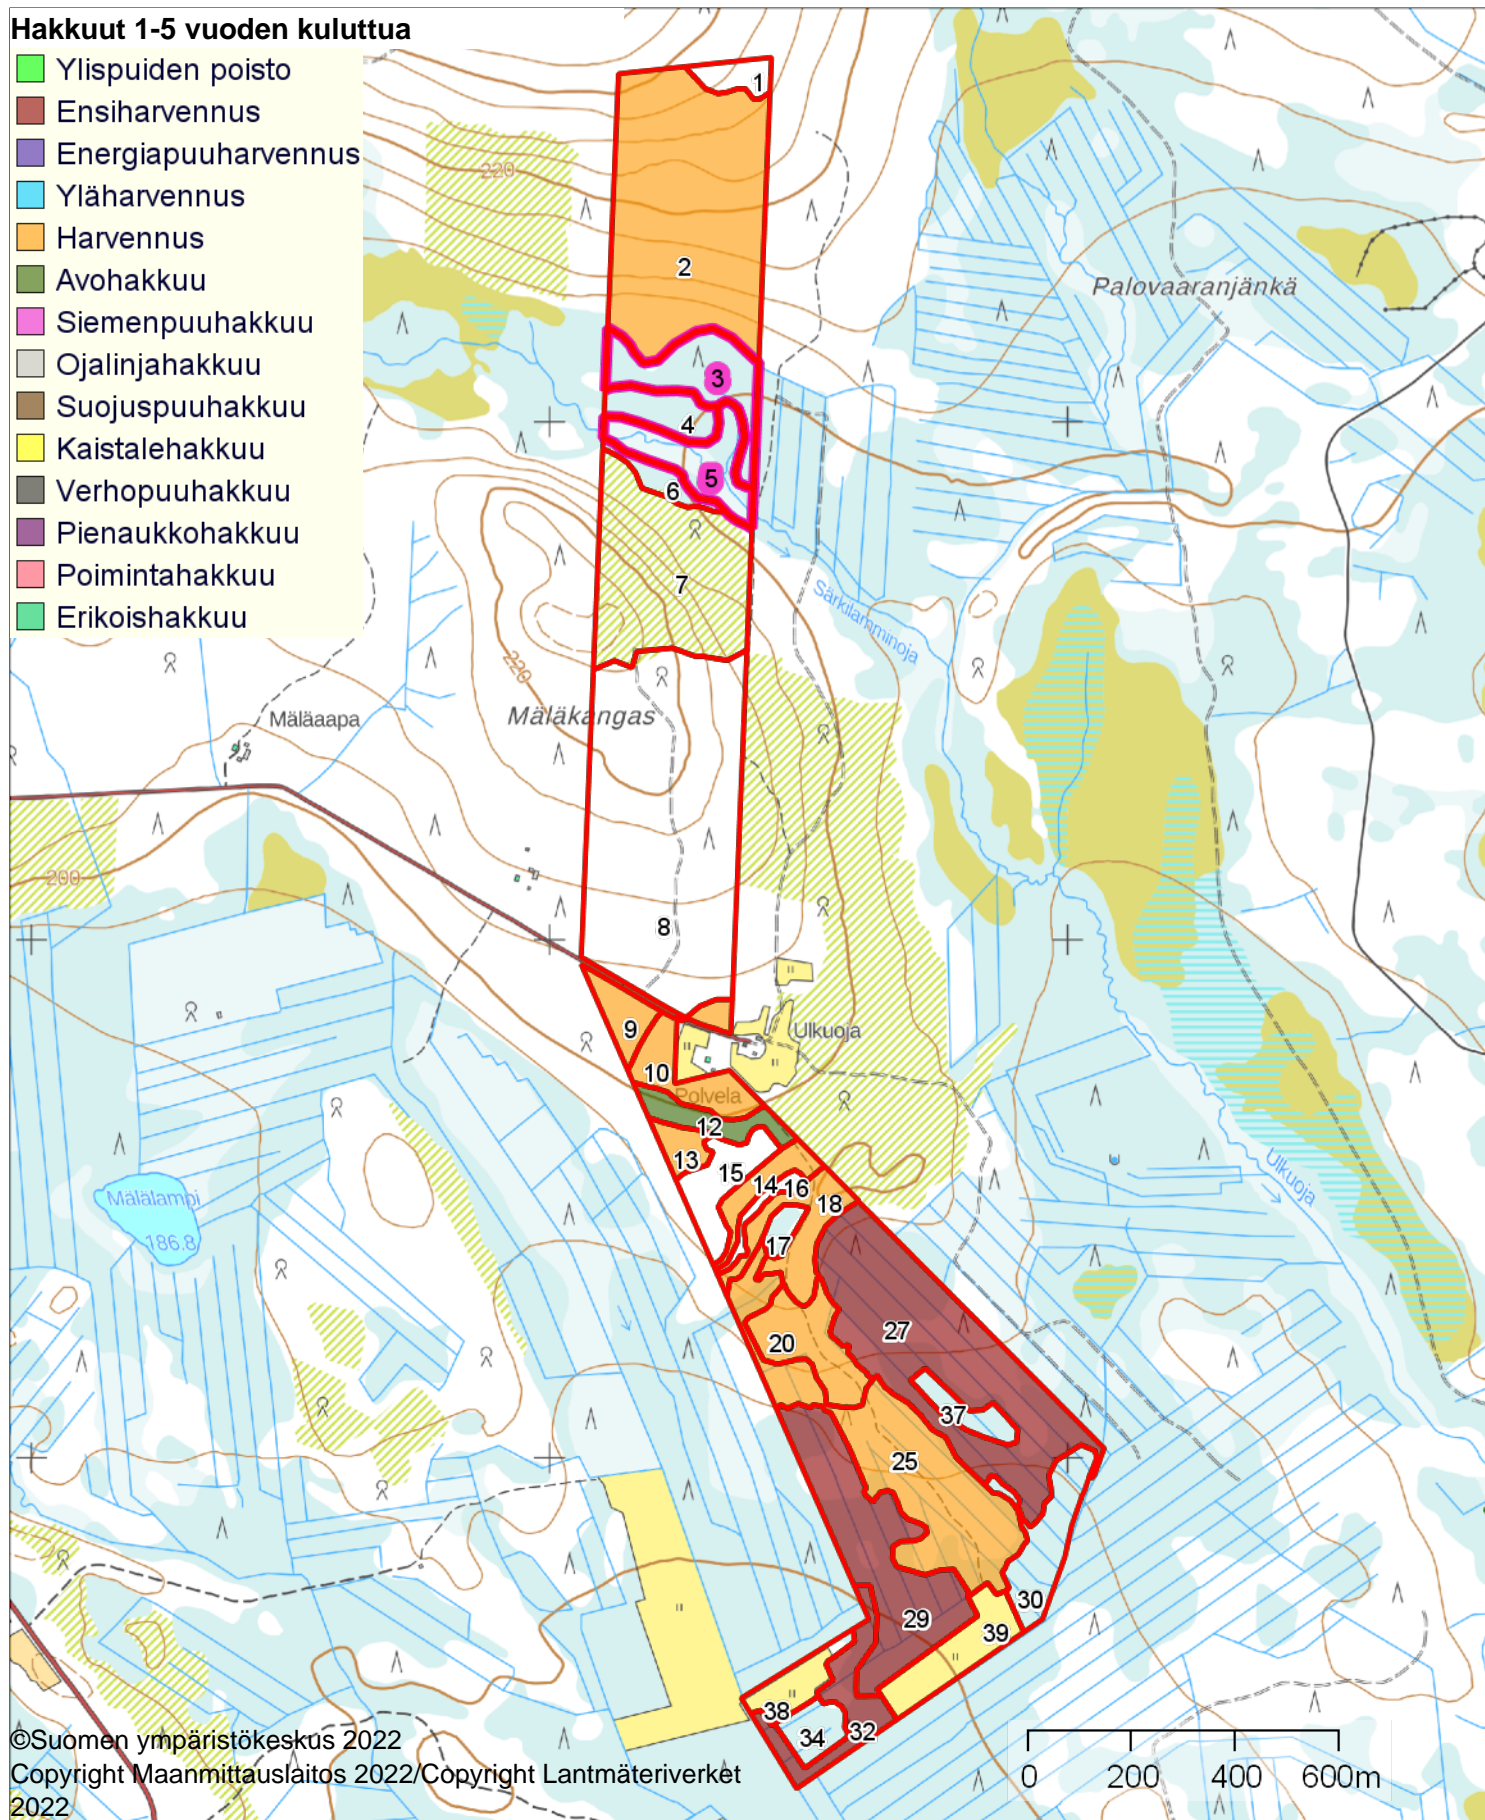 Hakkuut 1-5 vuoden kuluttua
Ylispuiden poisto
Ensiharvennus
Energiapuuharvennus
Yläharvennus
Harvennus
Avohakkuu
Siemenpuuhakkuu
Ojalinjahakkuu
Suojuspuuhakkuu
Kaistalehakkuu
Verhopuuhakkuu
Pienaukkohakkuu
Poimintahakkuu
Erikoishakkuu
1
220
2
Palovaaranjänkä
3
4
5
6
7
Särkilamminoja
220
Mäläkangas
Mäläaapa
200
8
9
Ulkuoja
10
Polvela
12
13
15
14
16
Ulkuoja
Mälälampi
186.8
18
17
27
20
37
25
30
29
39
38
34
32
©Suomen ympäristökeskus 2022
Copyright Maanmittauslaitos 2022/Copyright Lantmäteriverket
2022
0 200 400 600m